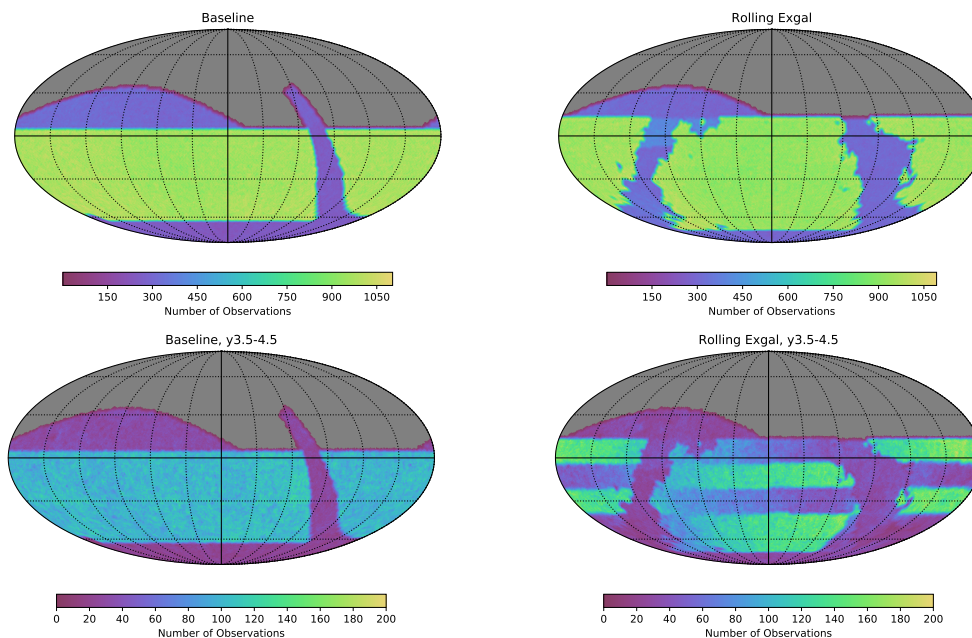 Baseline
Rolling Exgal
150 300 450 600 750 900 1050
Number of Observations
150 300 450 600 750 900 1050
Number of Observations
Baseline, y3.5-4.5
Rolling Exgal, y3.5-4.5
0 20 40 60 80 100 120 140 160 180 200
Number of Observations
0 20 40 60 80 100 120 140 160 180 200
Number of Observations